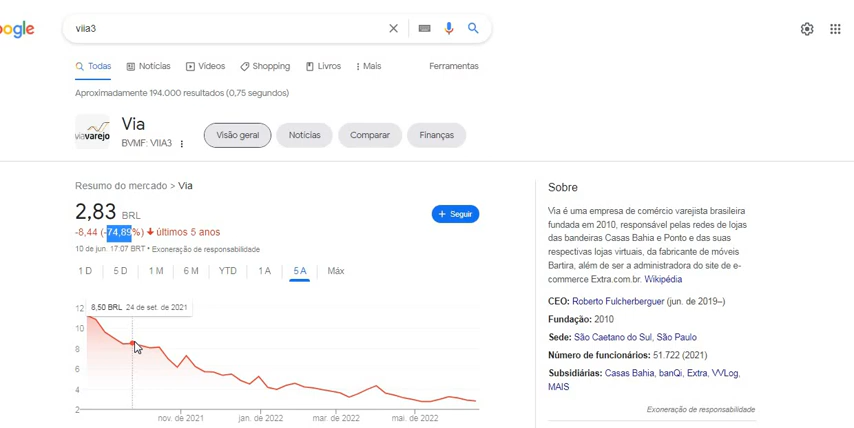 oogle
viia3
Todas
Notícias
Vídeos
Shopping
Livros
Mais
Ferramentas
Aproximadamente 194.000 resultados (0,75 segundos)
viavarejo
Via
BVMF: VIIA3
Visão geral
Notícias
Comparar
Finanças
Resumo do mercado > Via
2,83 BRL
+ Seguir
-8,44 (-74,89%) últimos 5 anos
10 de jun. 17:07 BRT • Exoneração de responsabilidade
1 D
5 D
1 M
6 M
YTD
1 A
5 A
Máx
8,50 BRL 24 de set. de 2021
12
10
8
6
4
2
nov. de 2021
jan. de 2022
mar. de 2022
mai. de 2022
Sobre
Via é uma empresa de comércio varejista brasileira
fundada em 2010, responsável pelas redes de lojas
das bandeiras Casas Bahia e Ponto e das suas
respectivas lojas virtuais, da fabricante de móveis
Bartira, além de ser a administradora do site de e-
commerce Extra.com.br. Wikipédia
CEO: Roberto Fulcherberguer (jun. de 2019–)
Fundação: 2010
Sede: São Caetano do Sul, São Paulo
Número de funcionários: 51.722 (2021)
Subsidiárias: Casas Bahia, banQi, Extra, VVLog,
MAIS
Exoneração de responsabilidade